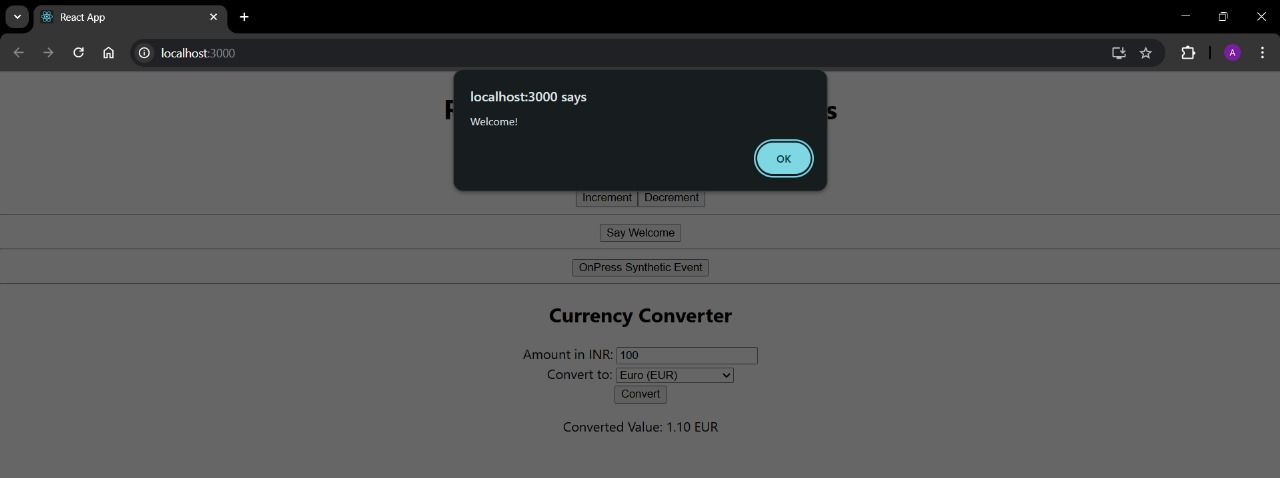 React App
localhost:3000
localhost:3000 says
Welcome!
OK
Increment Decrement
Say Welcome
OnPress Synthetic Event
Currency Converter
Amount in INR: 100
Convert to: Euro (EUR)
Convert
Converted Value: 1.10 EUR
A